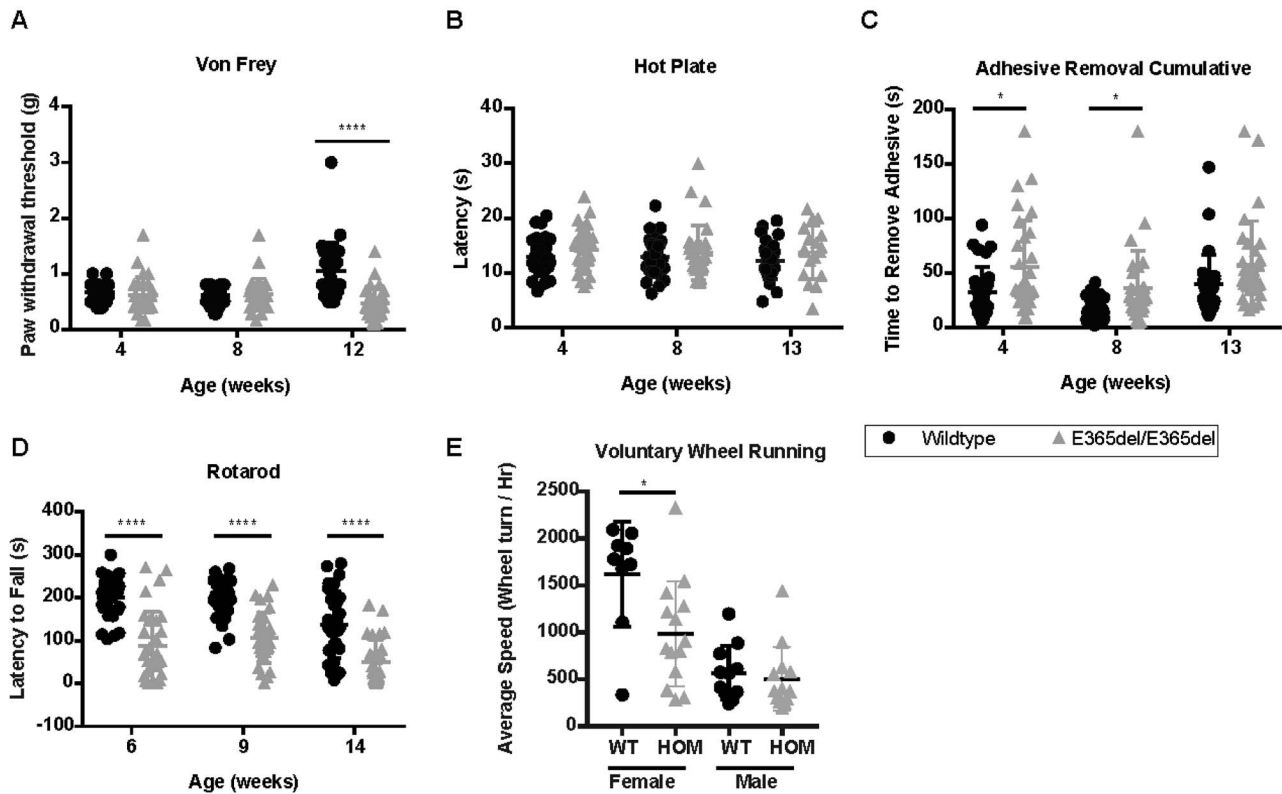 A
Von Frey
Paw withdrawal threshold (g)
4
3
2
1
0
****
4 8 12
Age (weeks)
B
Hot Plate
Latency (s)
40
30
20
10
0
4 8 13
Age (weeks)
C
Adhesive Removal Cumulative
Time to Remove Adhesive (s)
200
150
100
50
0
* *
4 8 13
Age (weeks)
Wildtype E365del/E365del
D
Rotarod
Latency to Fall (s)
400
300
200
100
0
-100
**** **** ****
6 9 14
Age (weeks)
E
Voluntary Wheel Running
Average Speed (Wheel turn / Hr)
2500
2000
1500
1000
500
0
*
WT HOM WT HOM
Female Male